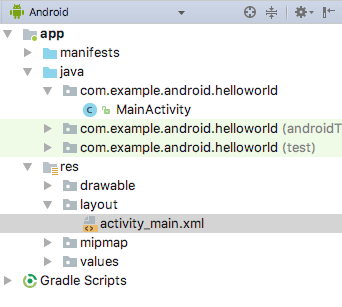 Android
app
manifests
java
com.example.android.helloworld
C MainActivity
com.example.android.helloworld (androidT
com.example.android.helloworld (test)
res
drawable
layout
activity_main.xml
mipmap
values
Gradle Scripts